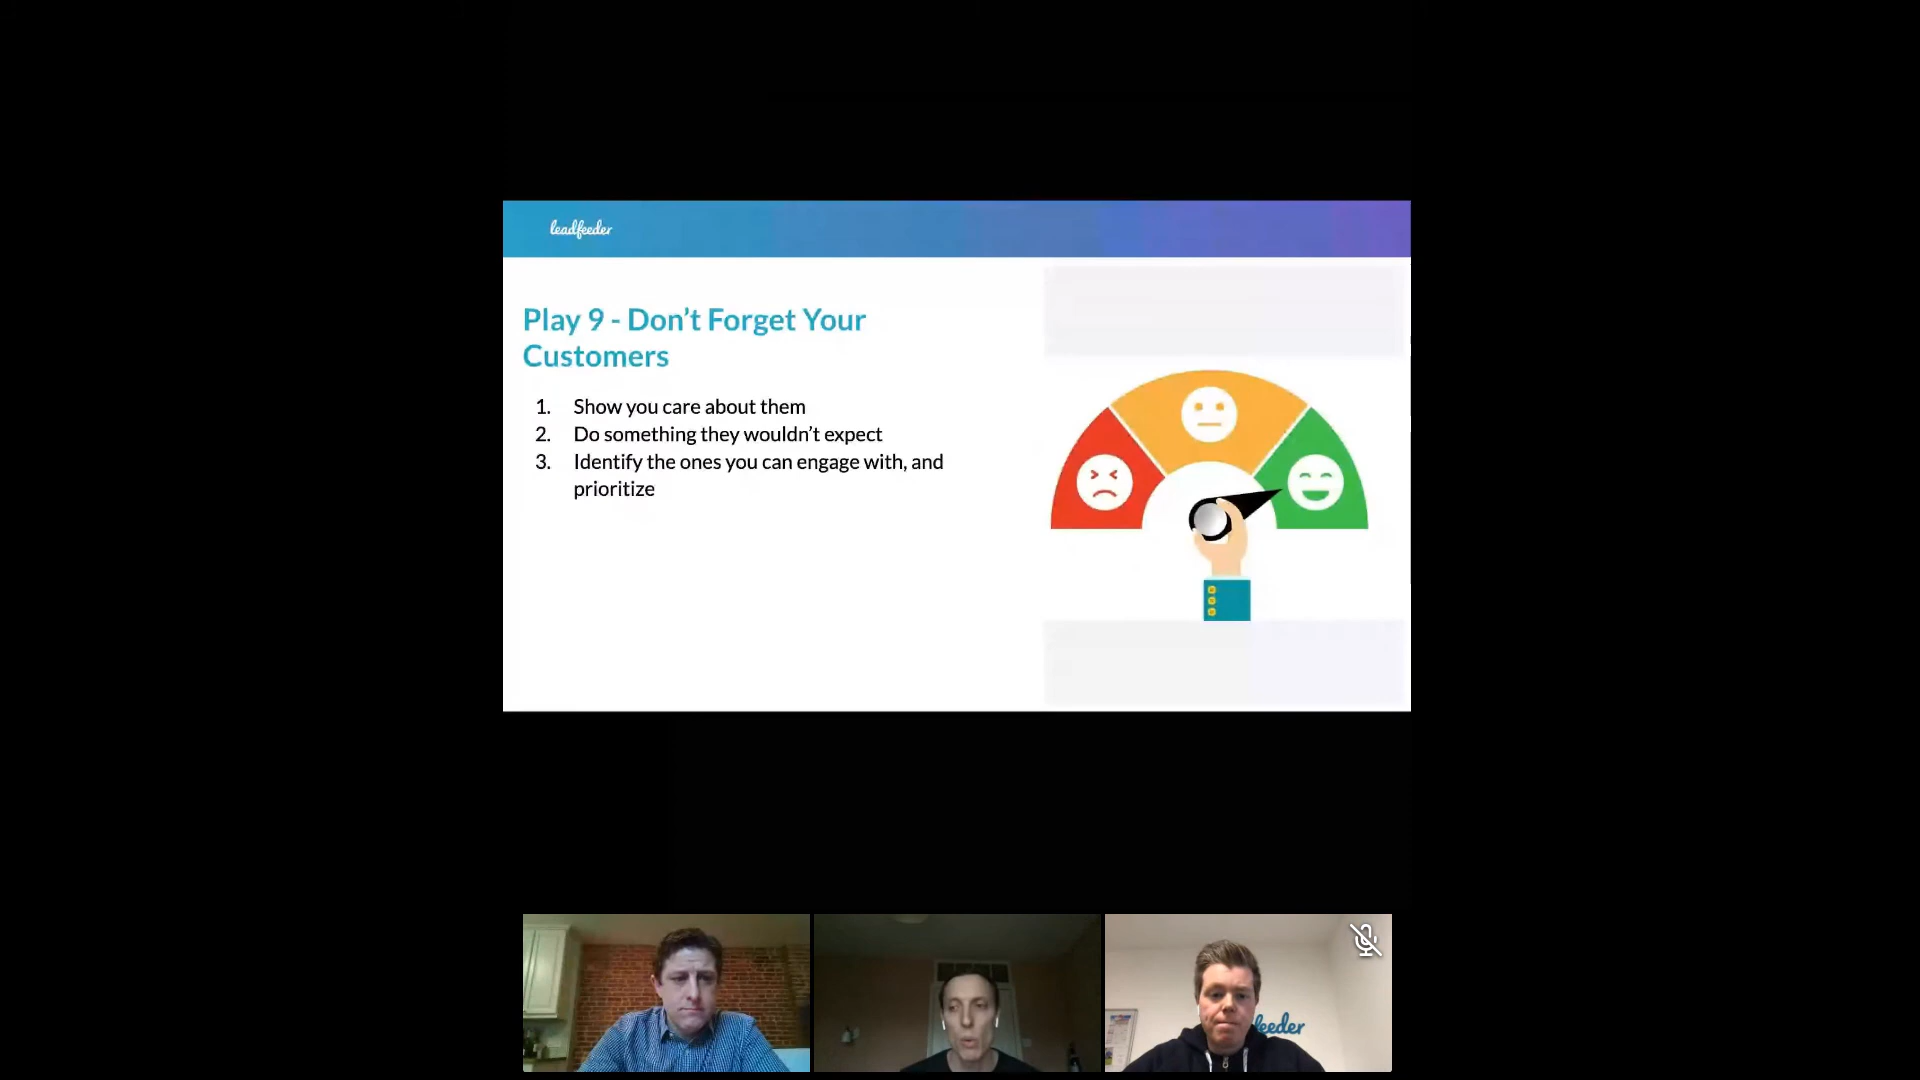 leadfeeder
Play 9 - Don't Forget Your
Customers
1. Show you care about them
2. Do something they wouldn't expect
3. Identify the ones you can engage with, and
prioritize
feeder